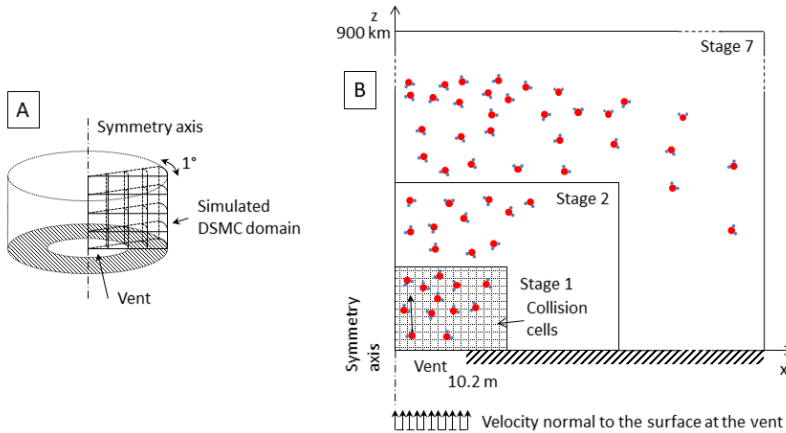 A
Symmetry axis
1°
Simulated
DSMC domain
Vent
B
z
900 km
Stage 7
Stage 2
Stage 1
Collision
cells
Symmetry
axis
Vent
10.2 m
x
Velocity normal to the surface at the vent